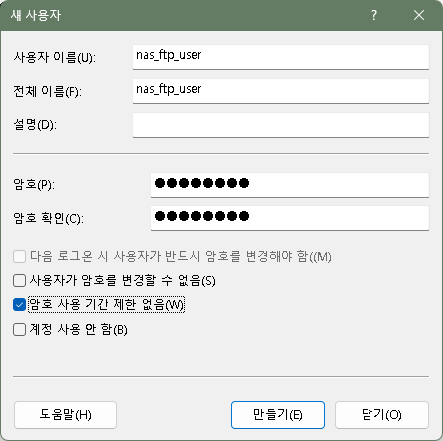 새 사용자
사용자 이름(U): nas_ftp_user
전체 이름(F): nas_ftp_user
설명(D):
암호(P): ●●●●●●●●
암호 확인(C): ●●●●●●●●
다음 로그온 시 사용자가 반드시 암호를 변경해야 함((M)
사용자가 암호를 변경할 수 없음(S)
암호 사용 기간 제한 없음(W)
계정 사용 안 함(B)
도움말(H) 만들기(E) 닫기(O)